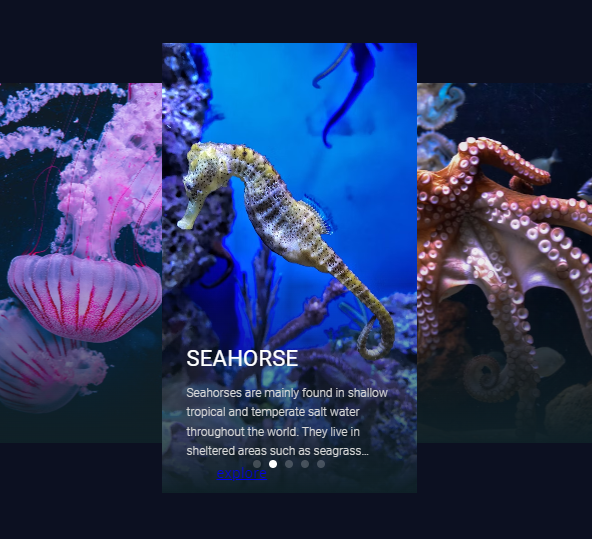 SEAHORSE
Seahorses are mainly found in shallow
tropical and temperate salt water
throughout the world. They live in
sheltered areas such as seagrass...
Explore